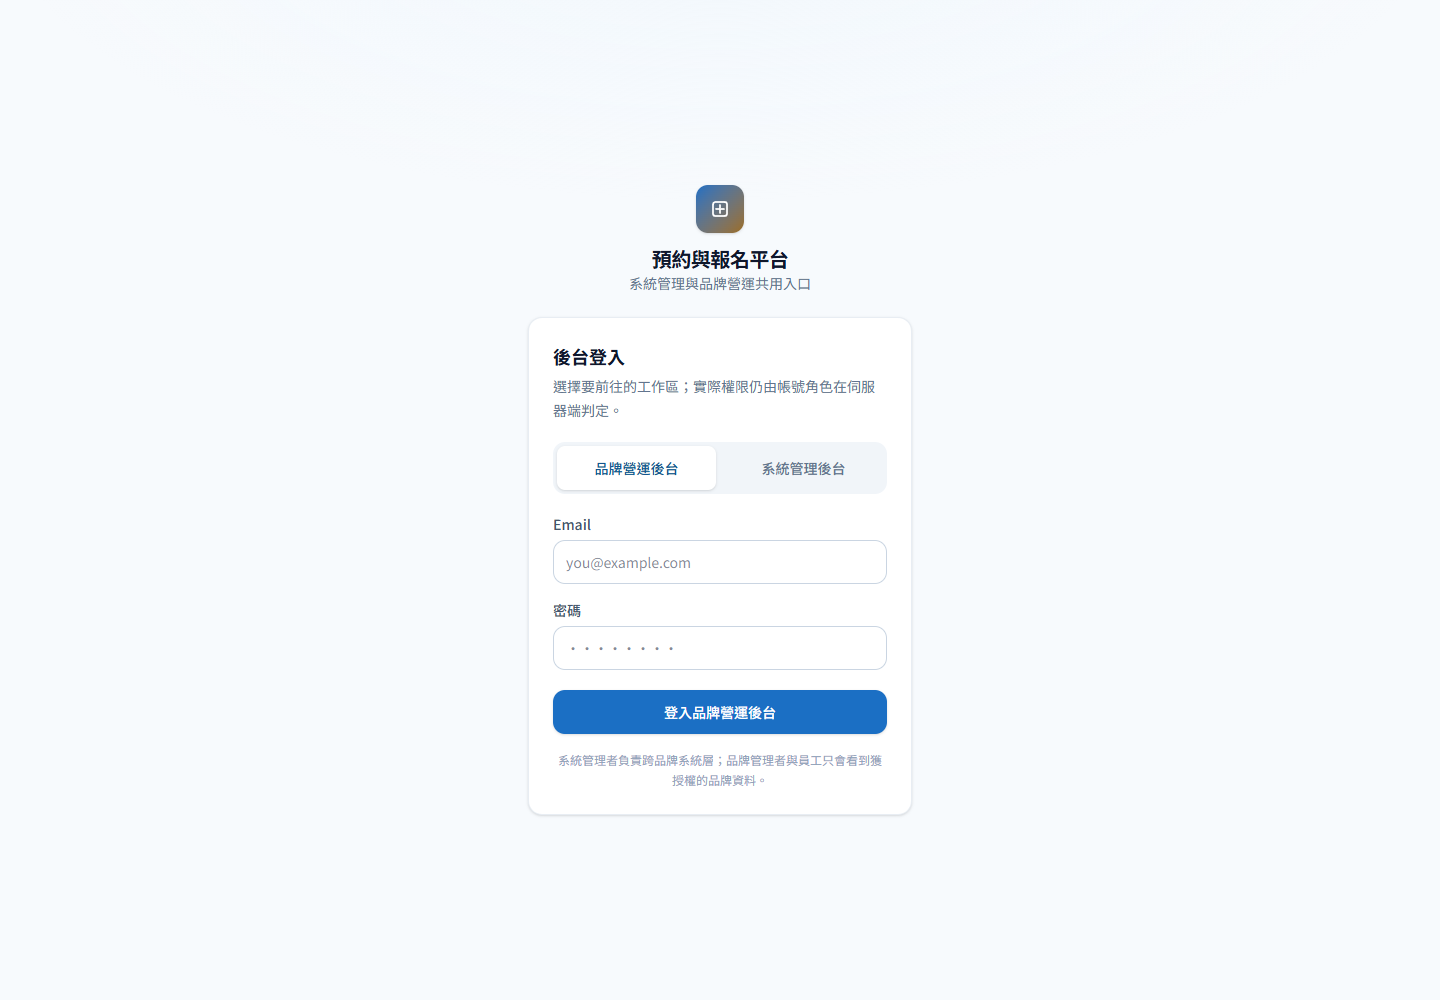 預約與報名平台
系統管理與品牌營運共用入口
後台登入
選擇要前往的工作區；實際權限仍由帳號角色在伺服
器端判定。
品牌營運後台 系統管理後台
Email
you@example.com
密碼
••••••••
登入品牌營運後台
系統管理者負責跨品牌系統層；品牌管理者與員工只會看到獲
授權的品牌資料。